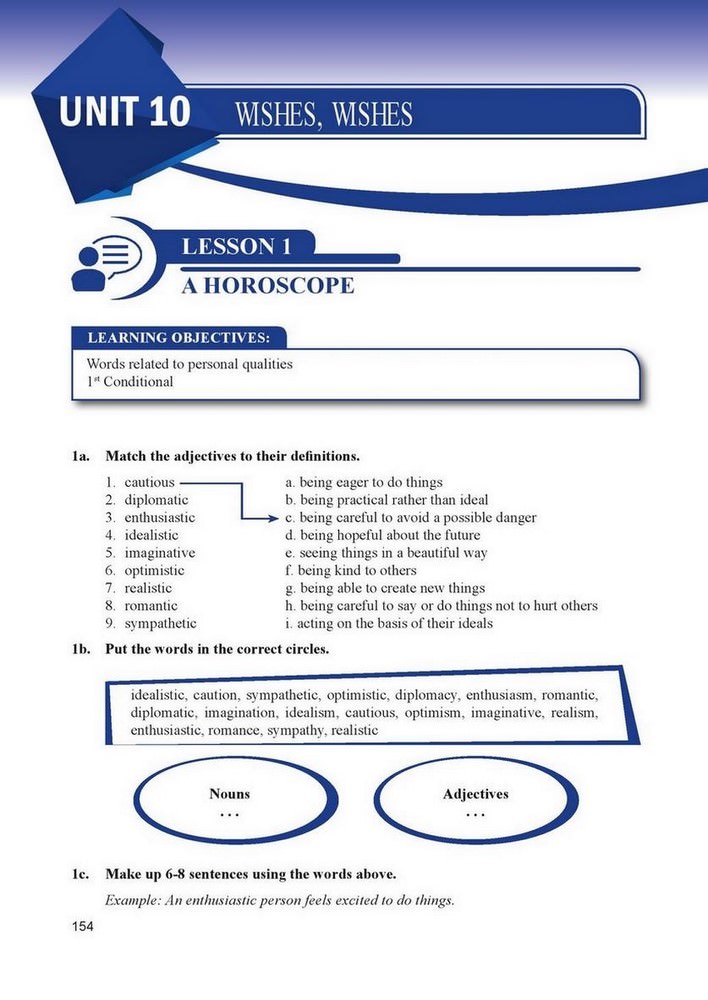 UNIT 10
WISHES, WISHES
LESSON 1
A HOROSCOPE
LEARNING OBJECTIVES:
Words related to personal qualities
1st Conditional
1a. Match the adjectives to their definitions.
1. cautious
2. diplomatic
3. enthusiastic
4. idealistic
5. imaginative
6. optimistic
7. realistic
8. romantic
9. sympathetic
a. being eager to do things
b. being practical rather than ideal
c. being careful to avoid a possible danger
d. being hopeful about the future
e. seeing things in a beautiful way
f. being kind to others
g. being able to create new things
h. being careful to say or do things not to hurt others
i. acting on the basis of their ideals
1b. Put the words in the correct circles.
idealistic, caution, sympathetic, optimistic, diplomacy, enthusiasm, romantic,
diplomatic, imagination, idealism, cautious, optimism, imaginative, realism,
enthusiastic, romance, sympathy, realistic
Nouns
...
Adjectives
...
1c. Make up 6-8 sentences using the words above.
Example: An enthusiastic person feels excited to do things.
154